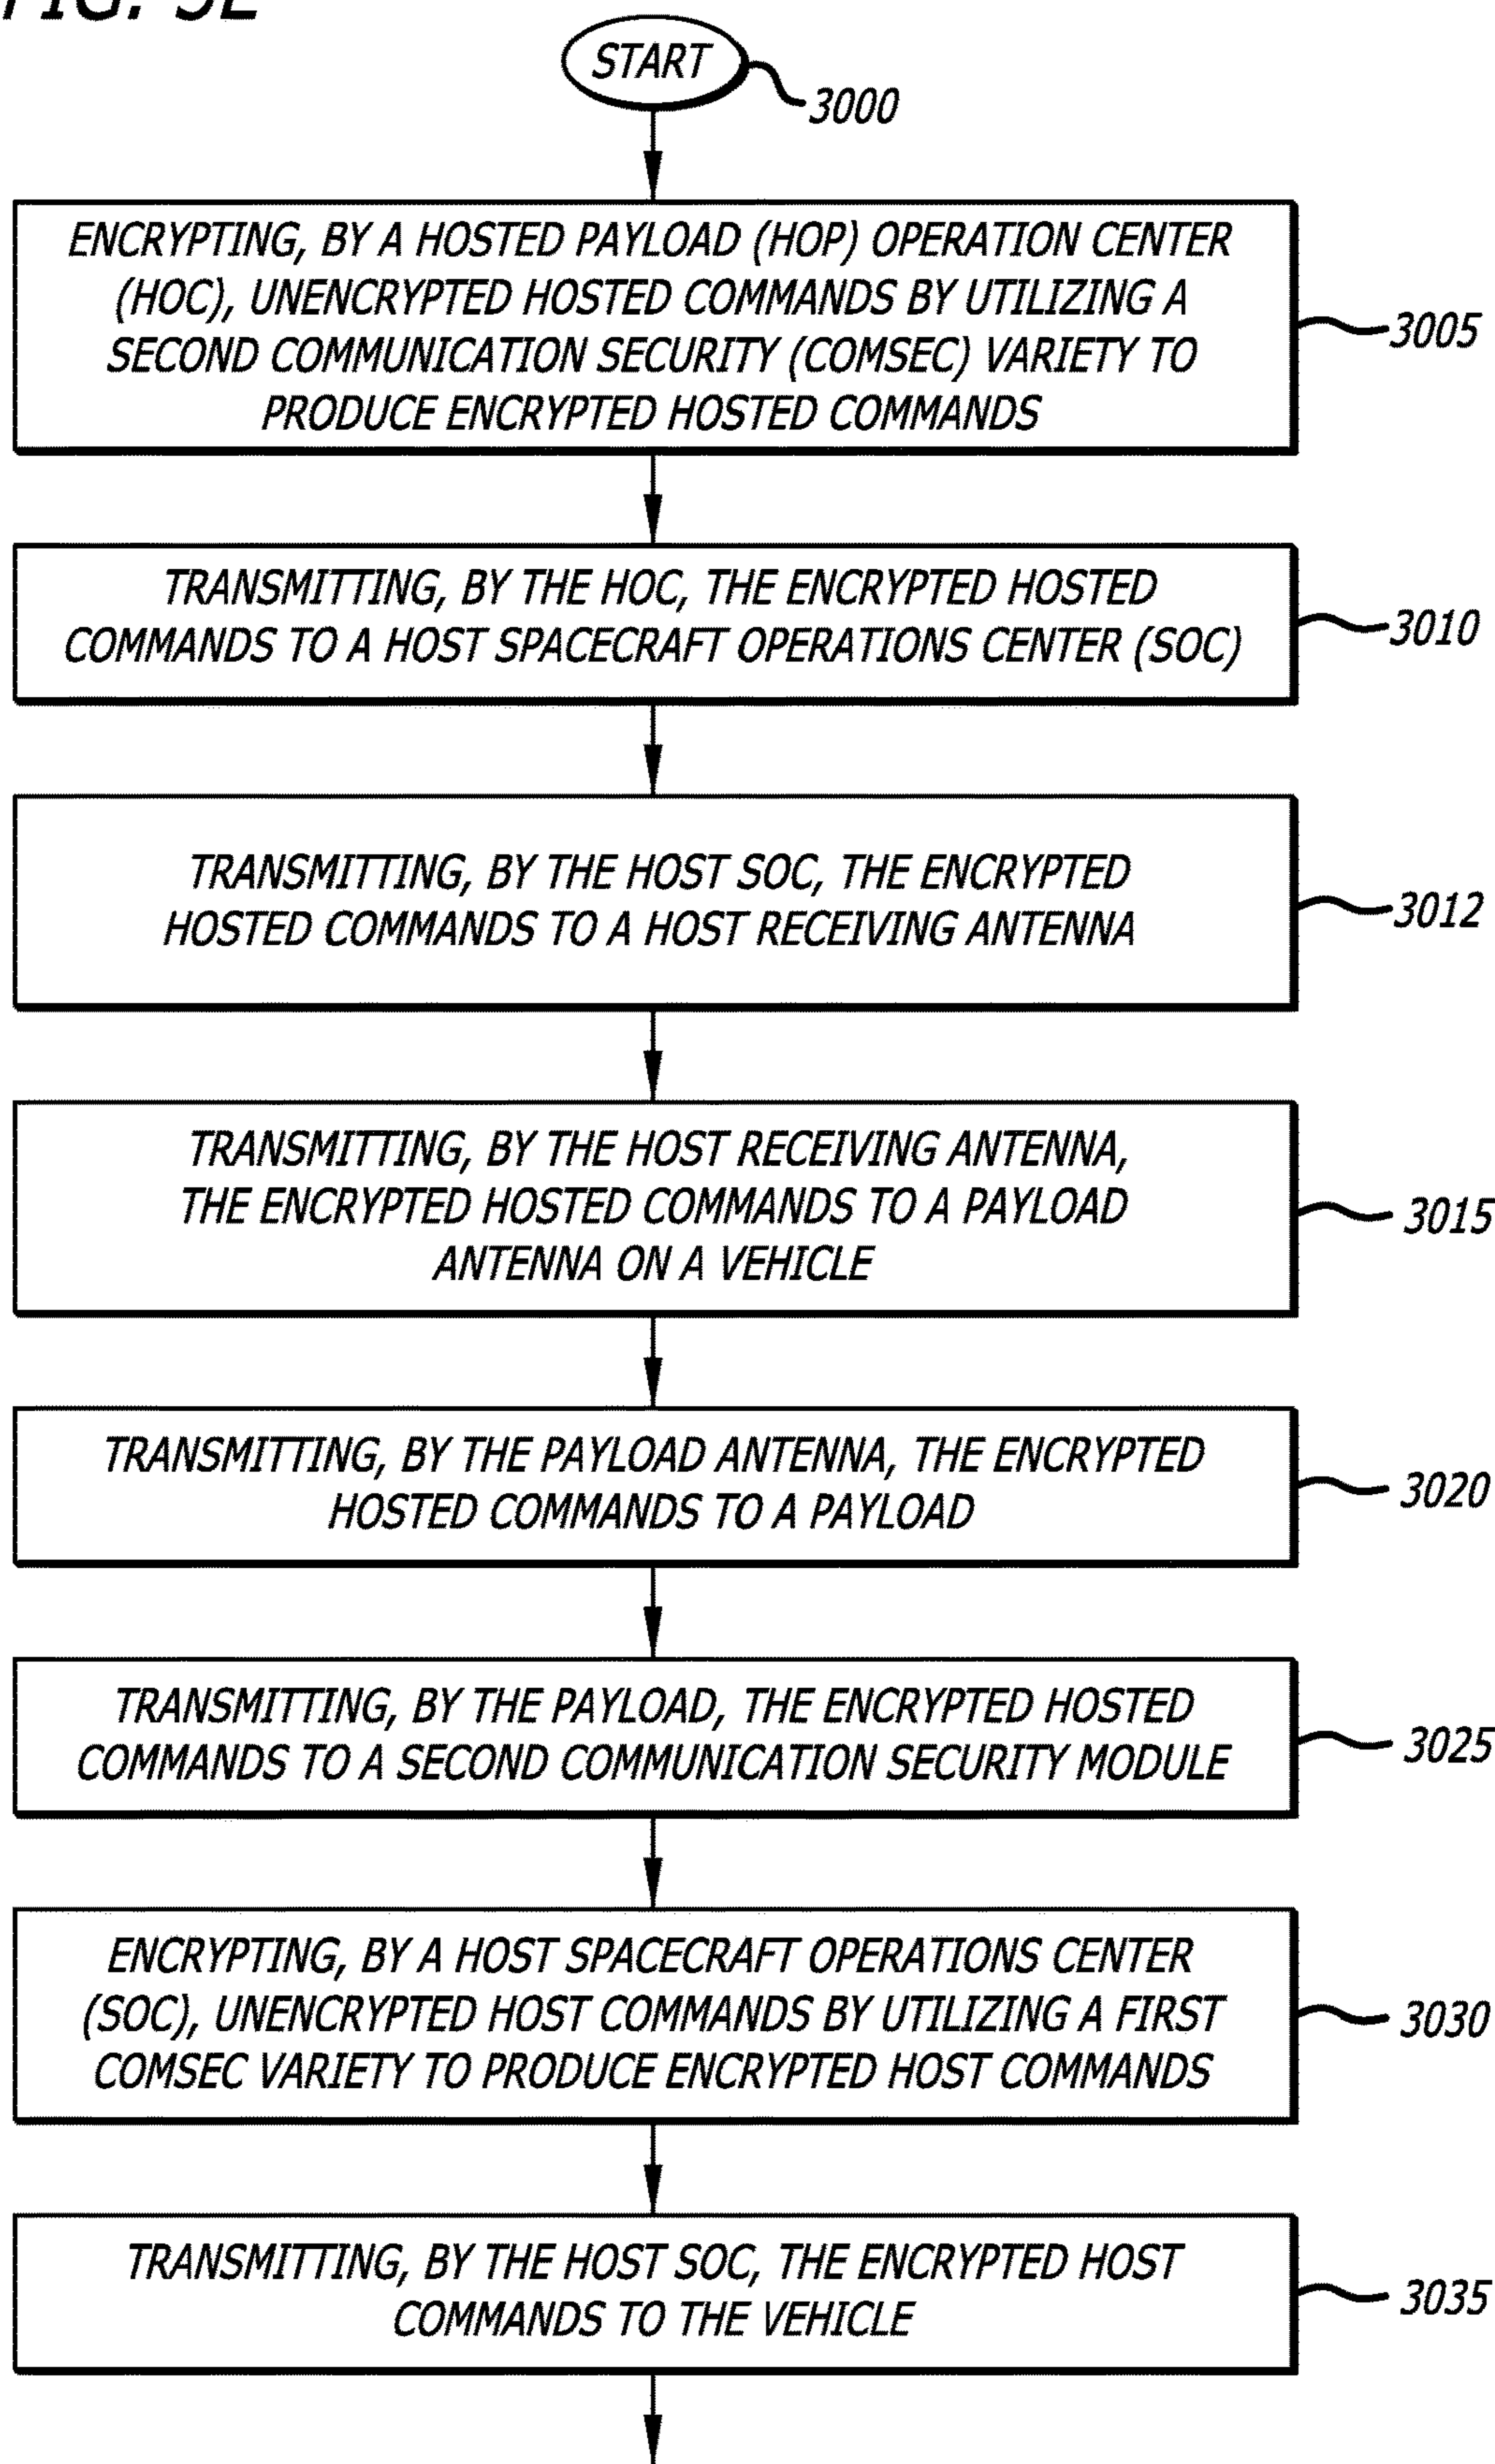 FIG. 3E
START
3000
ENCRYPTING, BY A HOSTED PAYLOAD (HOP) OPERATION CENTER
(HOC), UNENCRYPTED HOSTED COMMANDS BY UTILIZING A
SECOND COMMUNICATION SECURITY (COMSEC) VARIETY TO
PRODUCE ENCRYPTED HOSTED COMMANDS
3005
TRANSMITTING, BY THE HOC, THE ENCRYPTED HOSTED
COMMANDS TO A HOST SPACECRAFT OPERATIONS CENTER (SOC)
3010
TRANSMITTING, BY THE HOST SOC, THE ENCRYPTED
HOSTED COMMANDS TO A HOST RECEIVING ANTENNA
3012
TRANSMITTING, BY THE HOST RECEIVING ANTENNA,
THE ENCRYPTED HOSTED COMMANDS TO A PAYLOAD
ANTENNA ON A VEHICLE
3015
TRANSMITTING, BY THE PAYLOAD ANTENNA, THE ENCRYPTED
HOSTED COMMANDS TO A PAYLOAD
3020
TRANSMITTING, BY THE PAYLOAD, THE ENCRYPTED HOSTED
COMMANDS TO A SECOND COMMUNICATION SECURITY MODULE
3025
ENCRYPTING, BY A HOST SPACECRAFT OPERATIONS CENTER
(SOC), UNENCRYPTED HOST COMMANDS BY UTILIZING A FIRST
COMSEC VARIETY TO PRODUCE ENCRYPTED HOST COMMANDS
3030
TRANSMITTING, BY THE HOST SOC, THE ENCRYPTED HOST
COMMANDS TO THE VEHICLE
3035